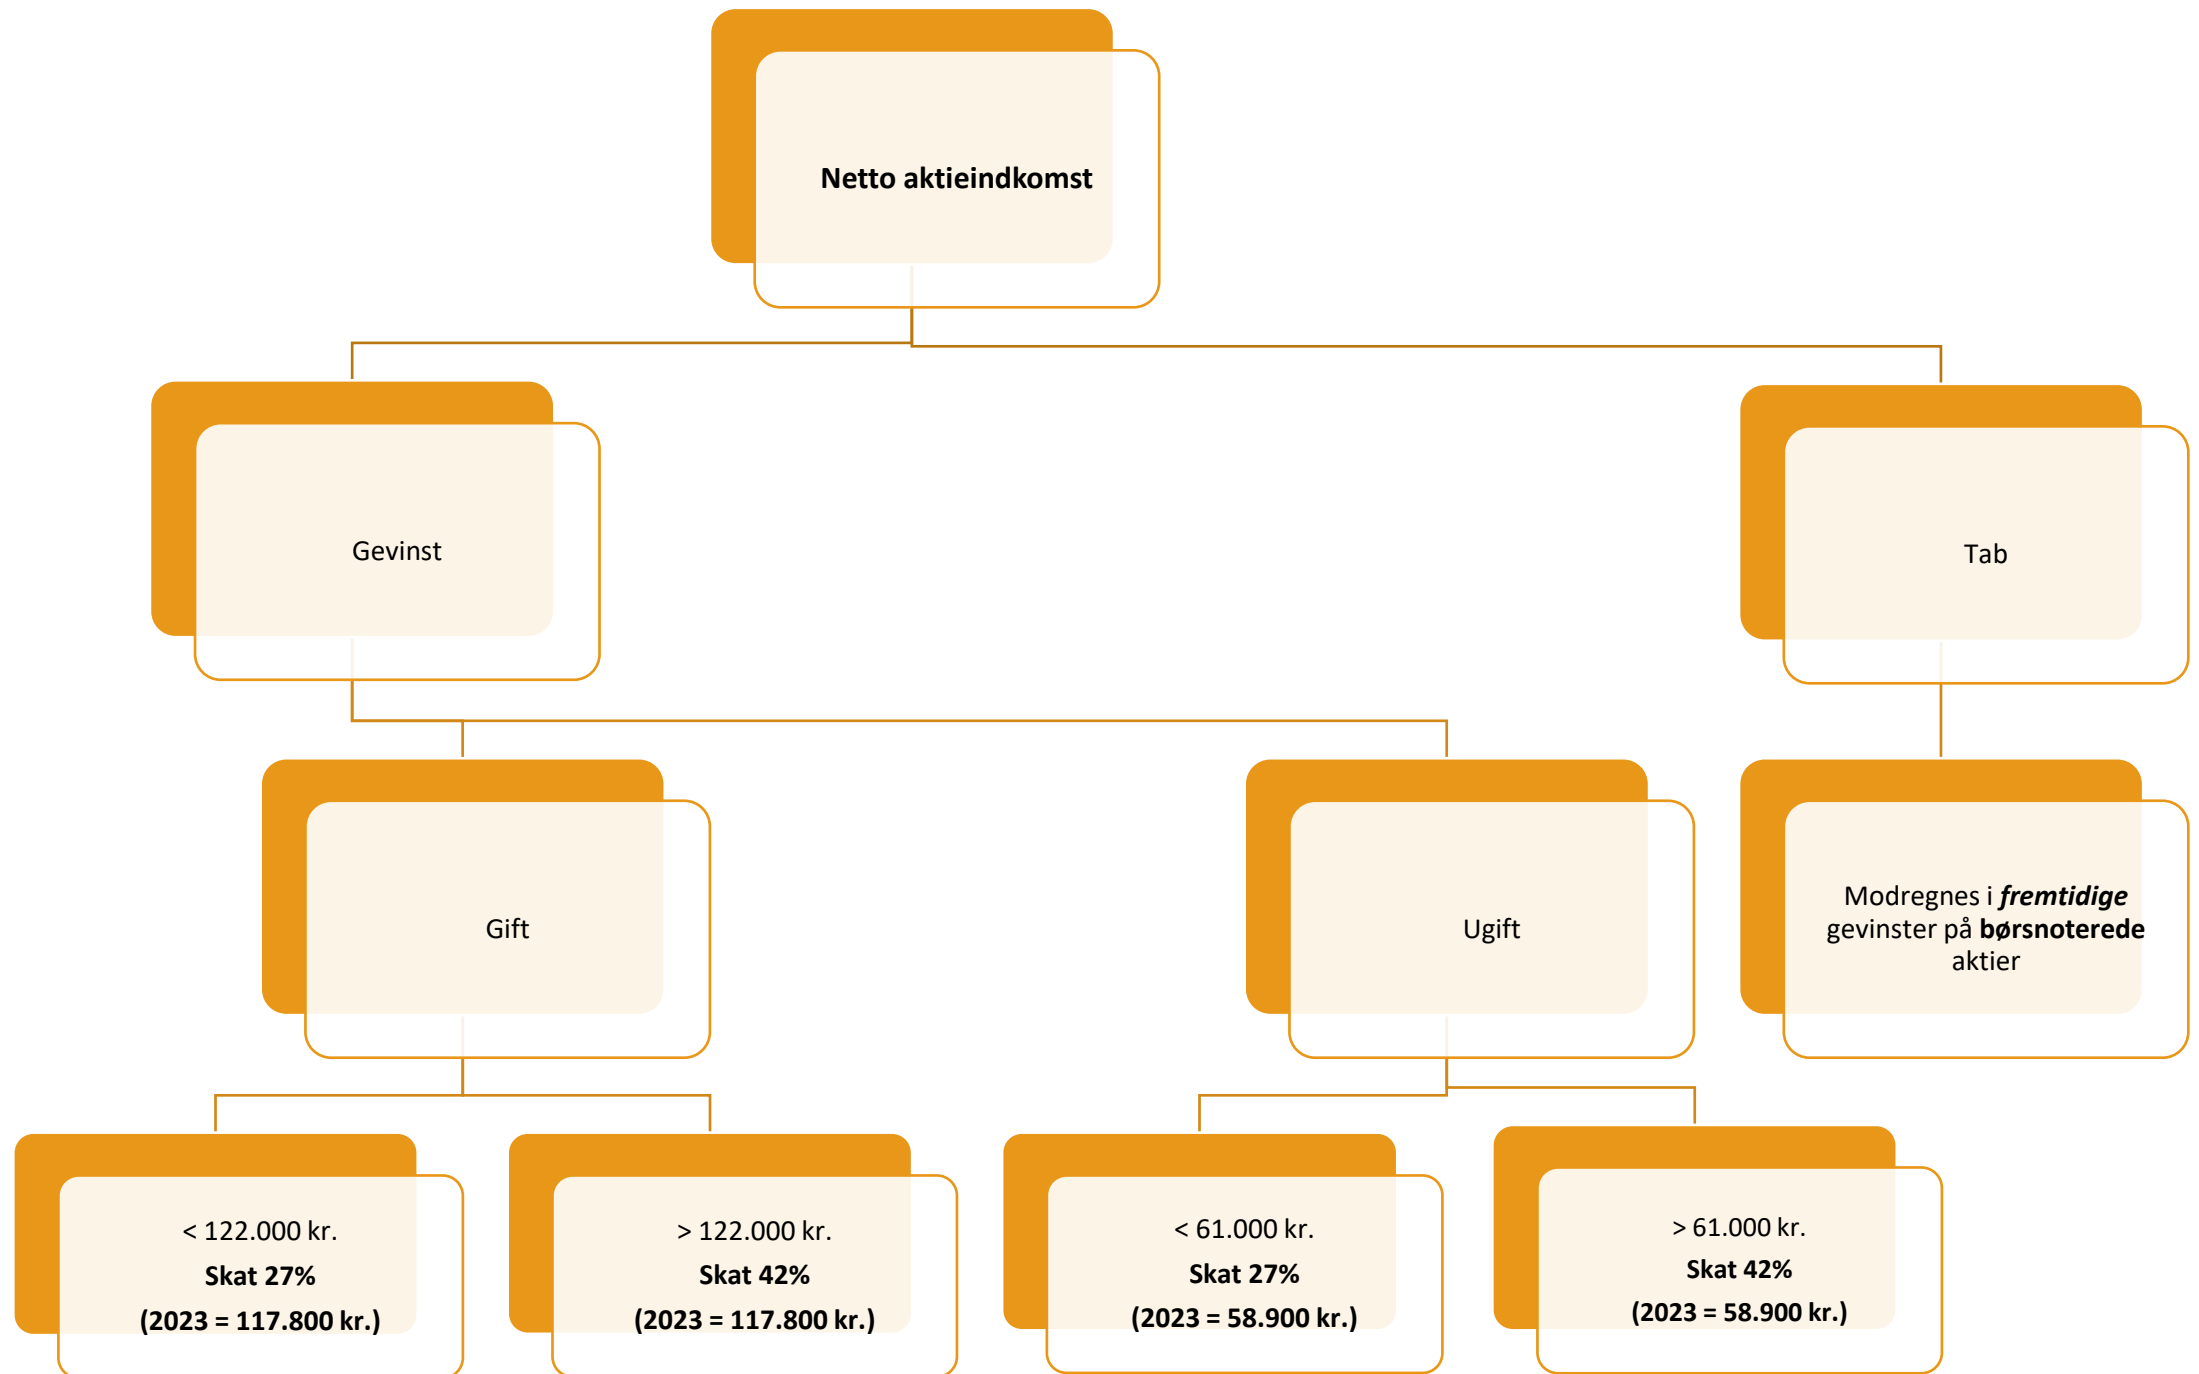 Netto aktieindkomst
Gevinst
Tab
Gift
Ugift
Modregnes i fremtidige
gevinster på børsnoterede
aktier
< 122.000 kr.
Skat 27%
(2023 = 117.800 kr.)
> 122.000 kr.
Skat 42%
(2023 = 117.800 kr.)
< 61.000 kr.
Skat 27%
(2023 = 58.900 kr.)
> 61.000 kr.
Skat 42%
(2023 = 58.900 kr.)